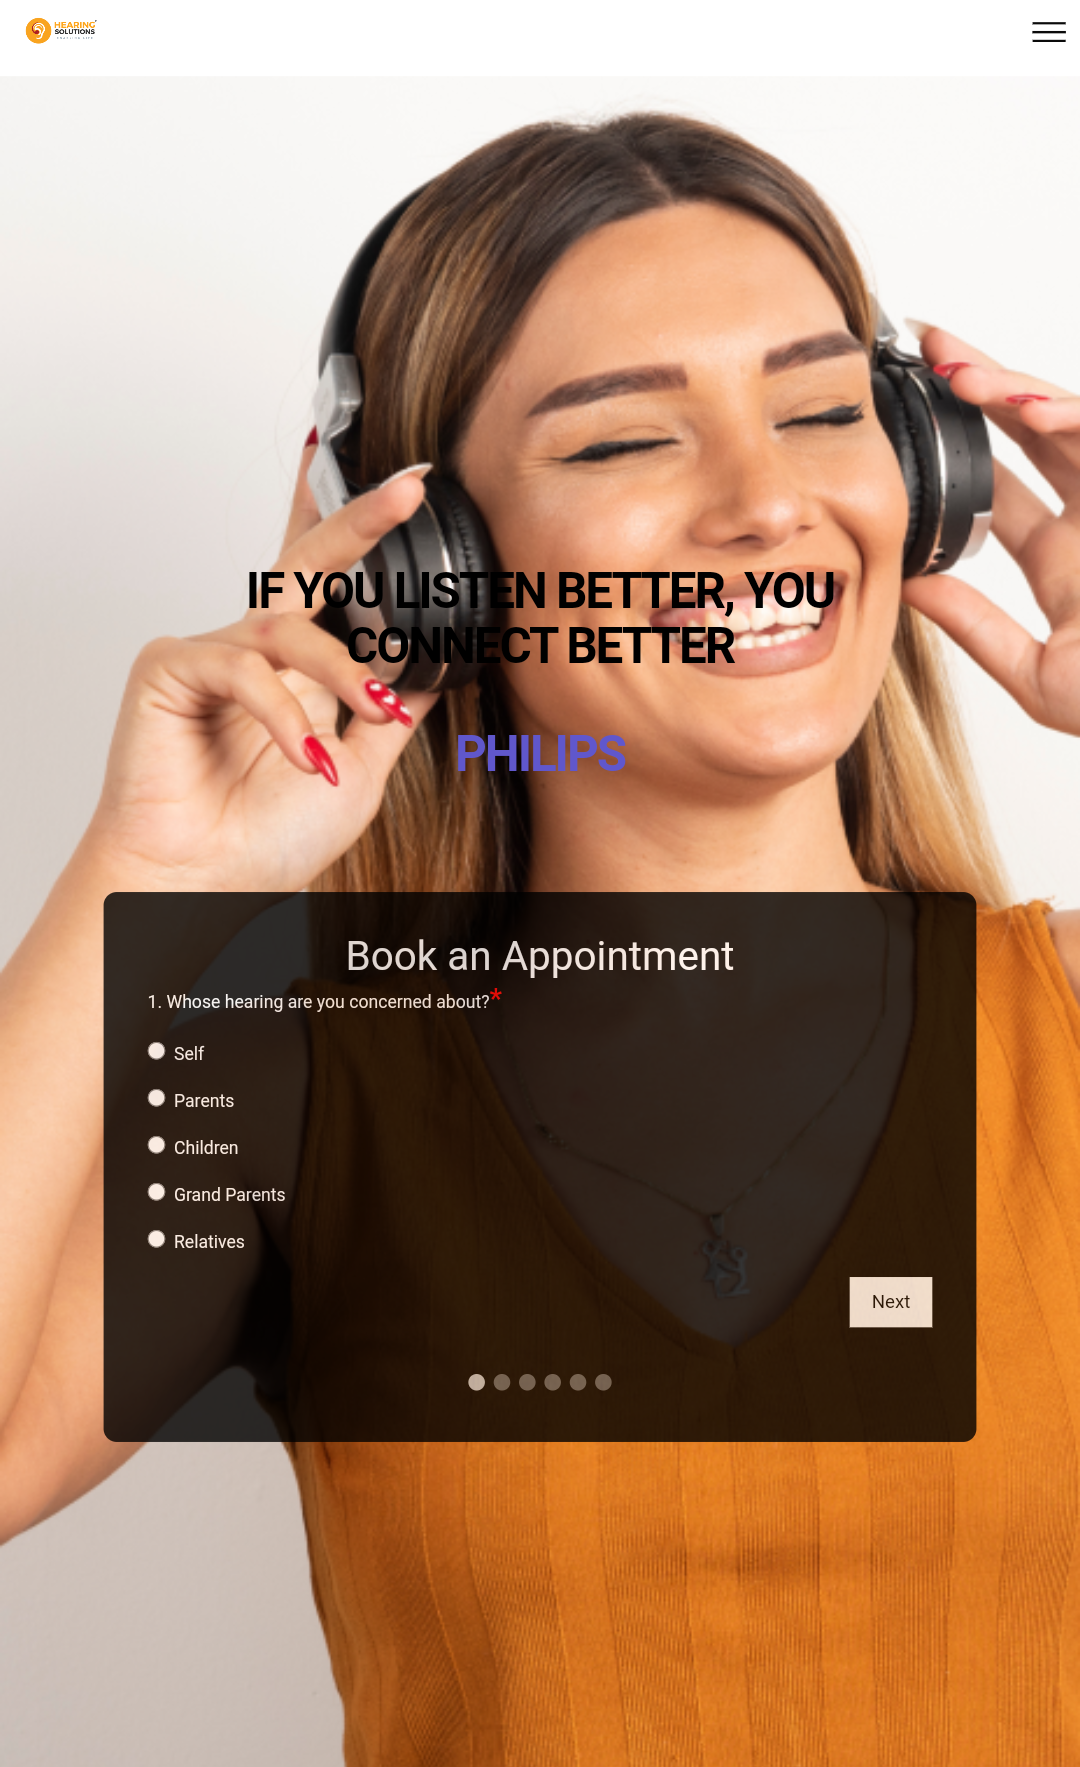 HEARING
SOLUTIONS
IF YOU LISTEN BETTER, YOU
CONNECT BETTER
PHILIPS
Book an Appointment
1. Whose hearing are you concerned about?*
Self
Parents
Children
Grand Parents
Relatives
Next